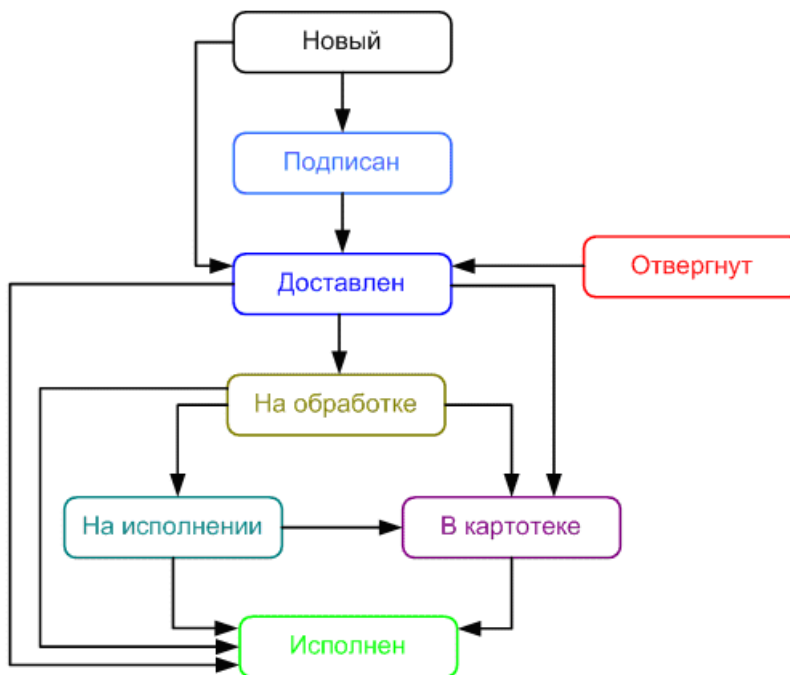 Новый
Подписан
Доставлен
Отвергнут
На обработке
На исполнении
В картотеке
Исполнен